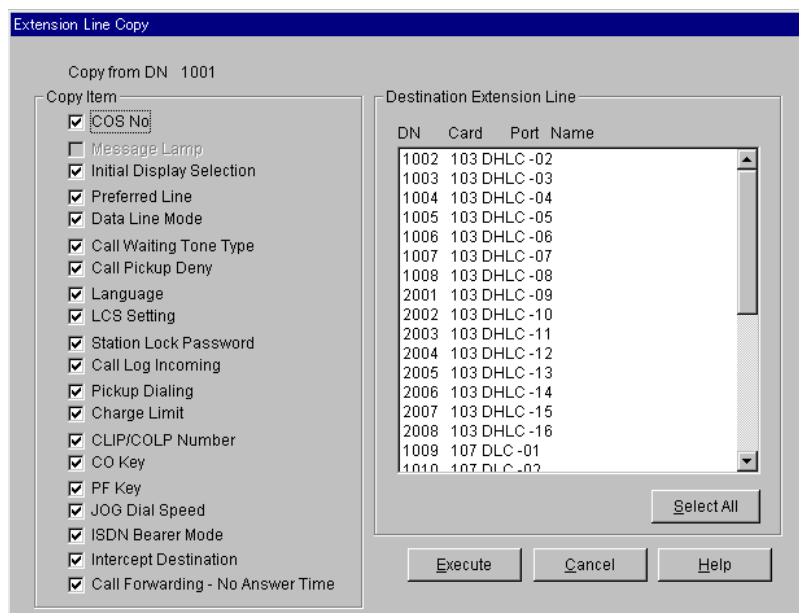 Extension Line Copy
Copy from DN 1001
Copy Item
COS No
Message Lamp
Initial Display Selection
Preferred Line
Data Line Mode
Call Waiting Tone Type
Call Pickup Deny
Language
LCS Setting
Station Lock Password
Call Log Incoming
Pickup Dialing
Charge Limit
CLIP/COLP Number
CO Key
PF Key
JOG Dial Speed
ISDN Bearer Mode
Intercept Destination
Call Forwarding - No Answer Time
Destination Extension Line
DN Card Port Name
1002 103 DHLC -02
1003 103 DHLC -03
1004 103 DHLC -04
1005 103 DHLC -05
1006 103 DHLC -06
1007 103 DHLC -07
1008 103 DHLC -08
2001 103 DHLC -09
2002 103 DHLC -10
2003 103 DHLC -11
2004 103 DHLC -12
2005 103 DHLC -13
2006 103 DHLC -14
2007 103 DHLC -15
2008 103 DHLC -16
1009 107 DLC -01
1010 107 DLC -02
Select All
Execute Cancel Help